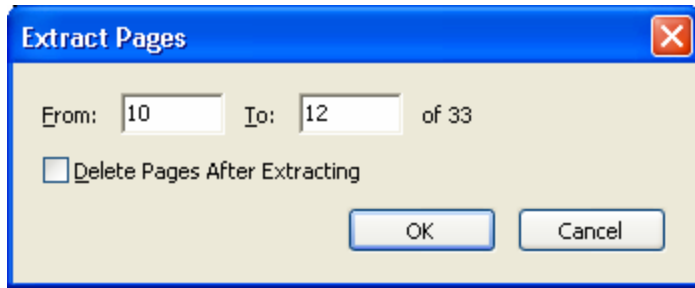 Extract Pages
From: 10 To: 12 of 33
Delete Pages After Extracting
OK Cancel